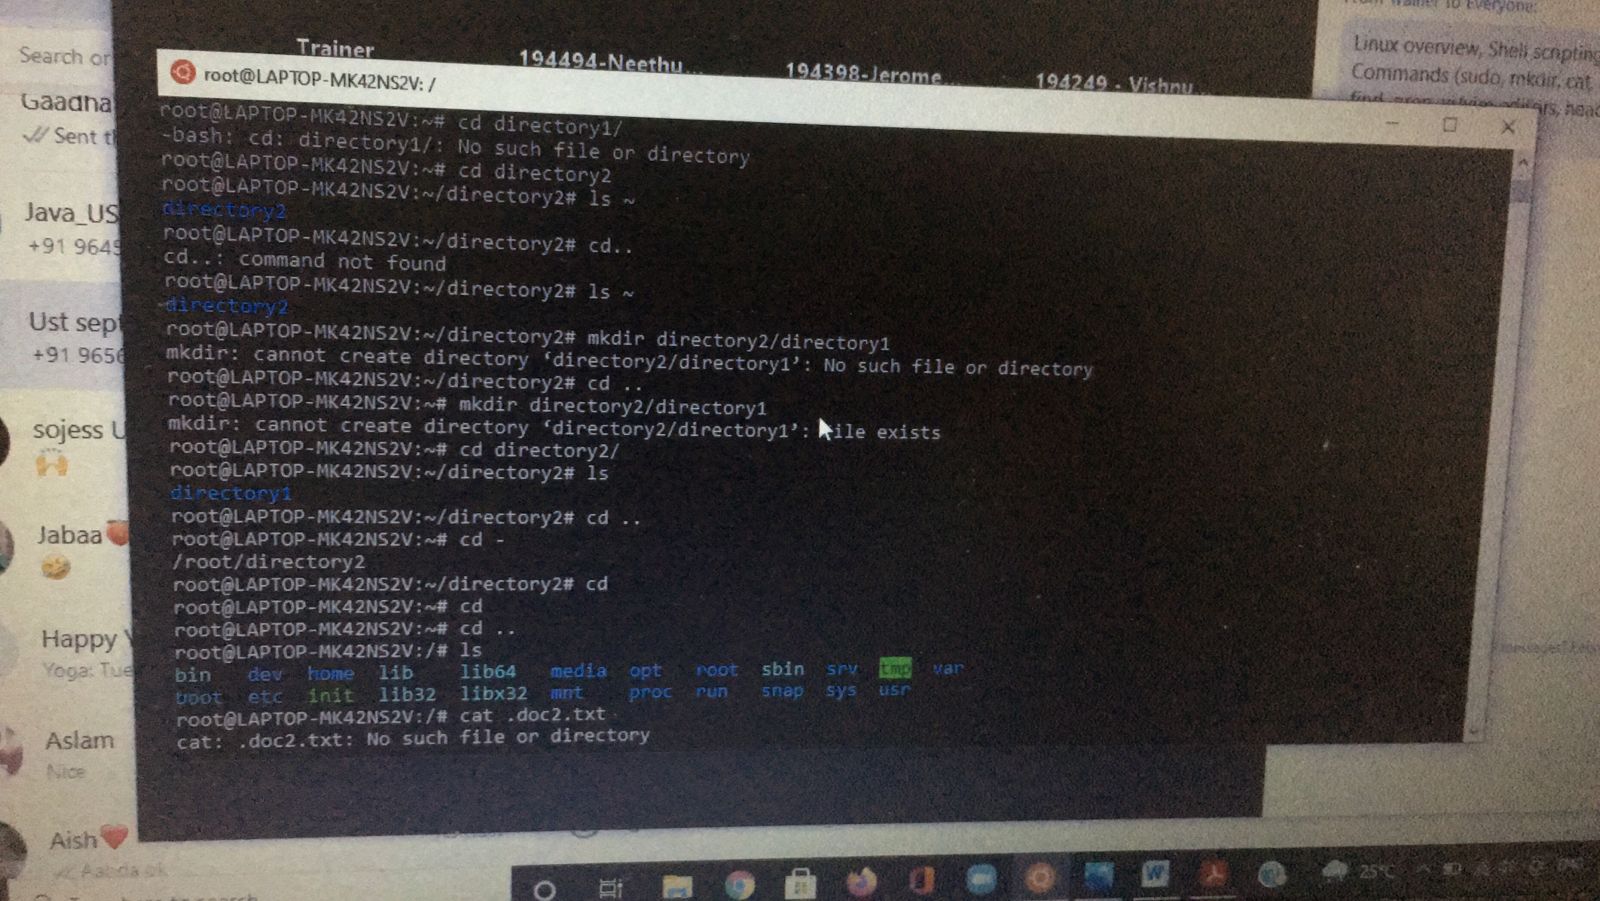 Trainer
194494-Neethu...
194398-Jerome...
194249 - Vishnu...
Linux overview, Shell scripting
Commands (sudo, mkdir, cat
Search or
Gaadha
Sent t
Java_US
+91 9645
Ust sept
+91 9656
sojess U
Jabaa
Happy Y
Yoga: Tue
Aslam
Nice
Aish
root@LAPTOP-MK42NS2V: /
root@LAPTOP-MK42NS2V:~# cd directory1/
-bash: cd: directory1/: No such file or directory
root@LAPTOP-MK42NS2V:~# cd directory2
root@LAPTOP-MK42NS2V:~/directory2# ls ~
directory2
root@LAPTOP-MK42NS2V:~/directory2# cd..
cd..: command not found
root@LAPTOP-MK42NS2V:~/directory2# ls ~
directory2
root@LAPTOP-MK42NS2V:~/directory2# mkdir directory2/directory1
mkdir: cannot create directory ‘directory2/directory1’: No such file or directory
root@LAPTOP-MK42NS2V:~/directory2# cd ..
root@LAPTOP-MK42NS2V:~# mkdir directory2/directory1
mkdir: cannot create directory ‘directory2/directory1’: File exists
root@LAPTOP-MK42NS2V:~# cd directory2/
root@LAPTOP-MK42NS2V:~/directory2# ls
directory1
root@LAPTOP-MK42NS2V:~/directory2# cd ..
root@LAPTOP-MK42NS2V:~# cd -
/root/directory2
root@LAPTOP-MK42NS2V:~/directory2# cd
root@LAPTOP-MK42NS2V:~# cd
root@LAPTOP-MK42NS2V:~# cd ..
root@LAPTOP-MK42NS2V:/# ls
bin dev home lib lib64 media opt root sbin srv tmp var
boot etc init lib32 libx32 mnt proc run snap sys usr
root@LAPTOP-MK42NS2V:/# cat .doc2.txt
cat: .doc2.txt: No such file or directory
25°C
ENG